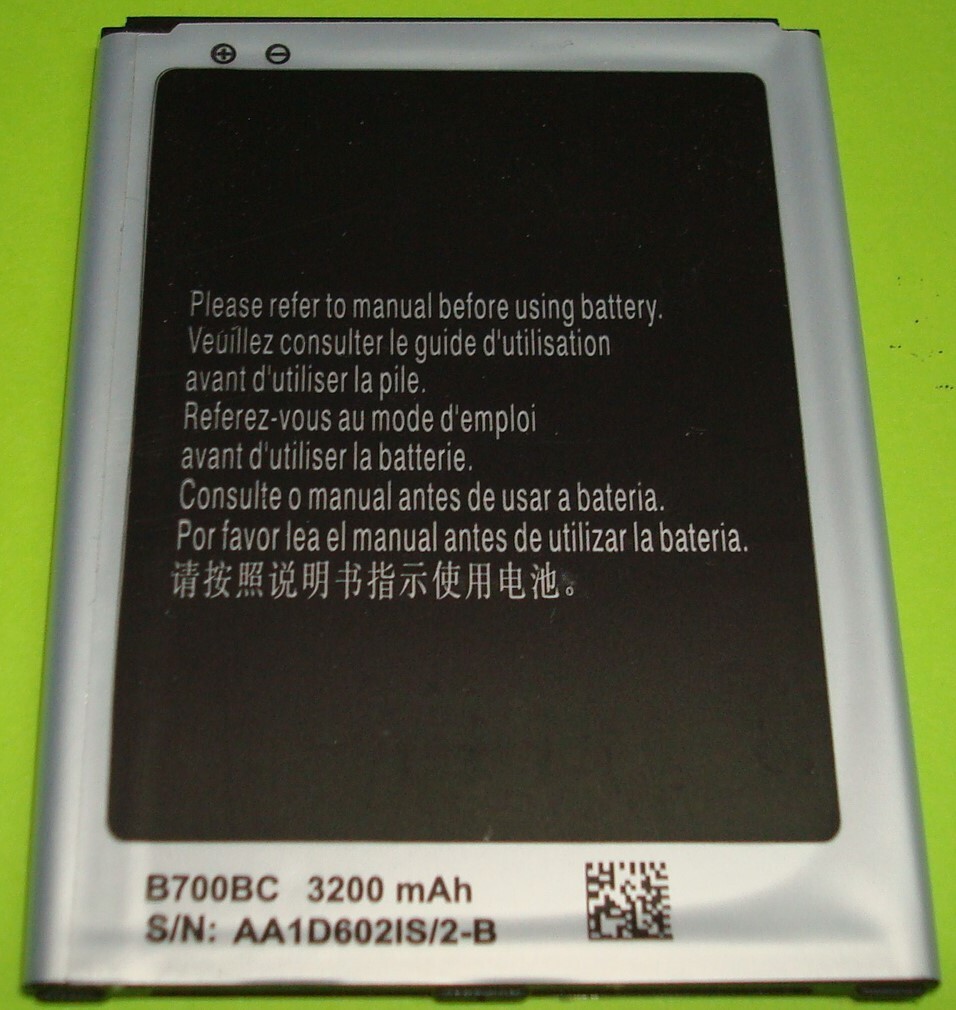 ⊕ ⊖
Please refer to manual before using battery.
Veuillez consulter le guide d'utilisation
avant d'utiliser la pile.
Referez-vous au mode d'emploi
avant d'utiliser la batterie.
Consulte o manual antes de usar a bateria.
Por favor lea el manual antes de utilizar la bateria.
请按照说明书指示使用电池。
B700BC 3200 mAh
S/N: AA1D602IS/2-B